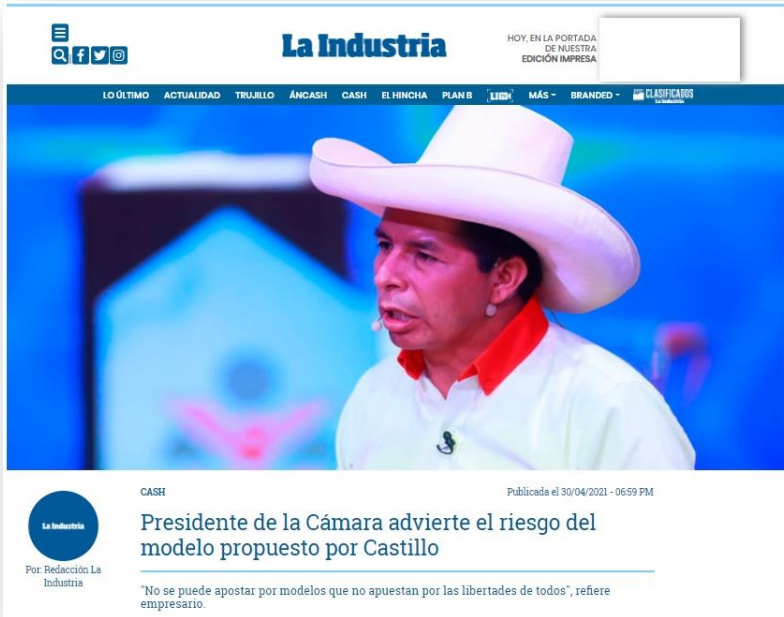 La Industria
HOY, EN LA PORTADA
DE NUESTRA
EDICIÓN IMPRESA
LO ÚLTIMO ACTUALIDAD TRUJILLO ÁNCASH CASH EL HINCHA PLAN B LI MÁS BRANDED CLASIFICADOS
La Industria
CASH
Publicada el 30/04/2021 - 06:59 PM
La Industria
Por: Redacción La
Industria
Presidente de la Cámara advierte el riesgo del
modelo propuesto por Castillo
"No se puede apostar por modelos que no apuestan por las libertades de todos", refiere
empresario.